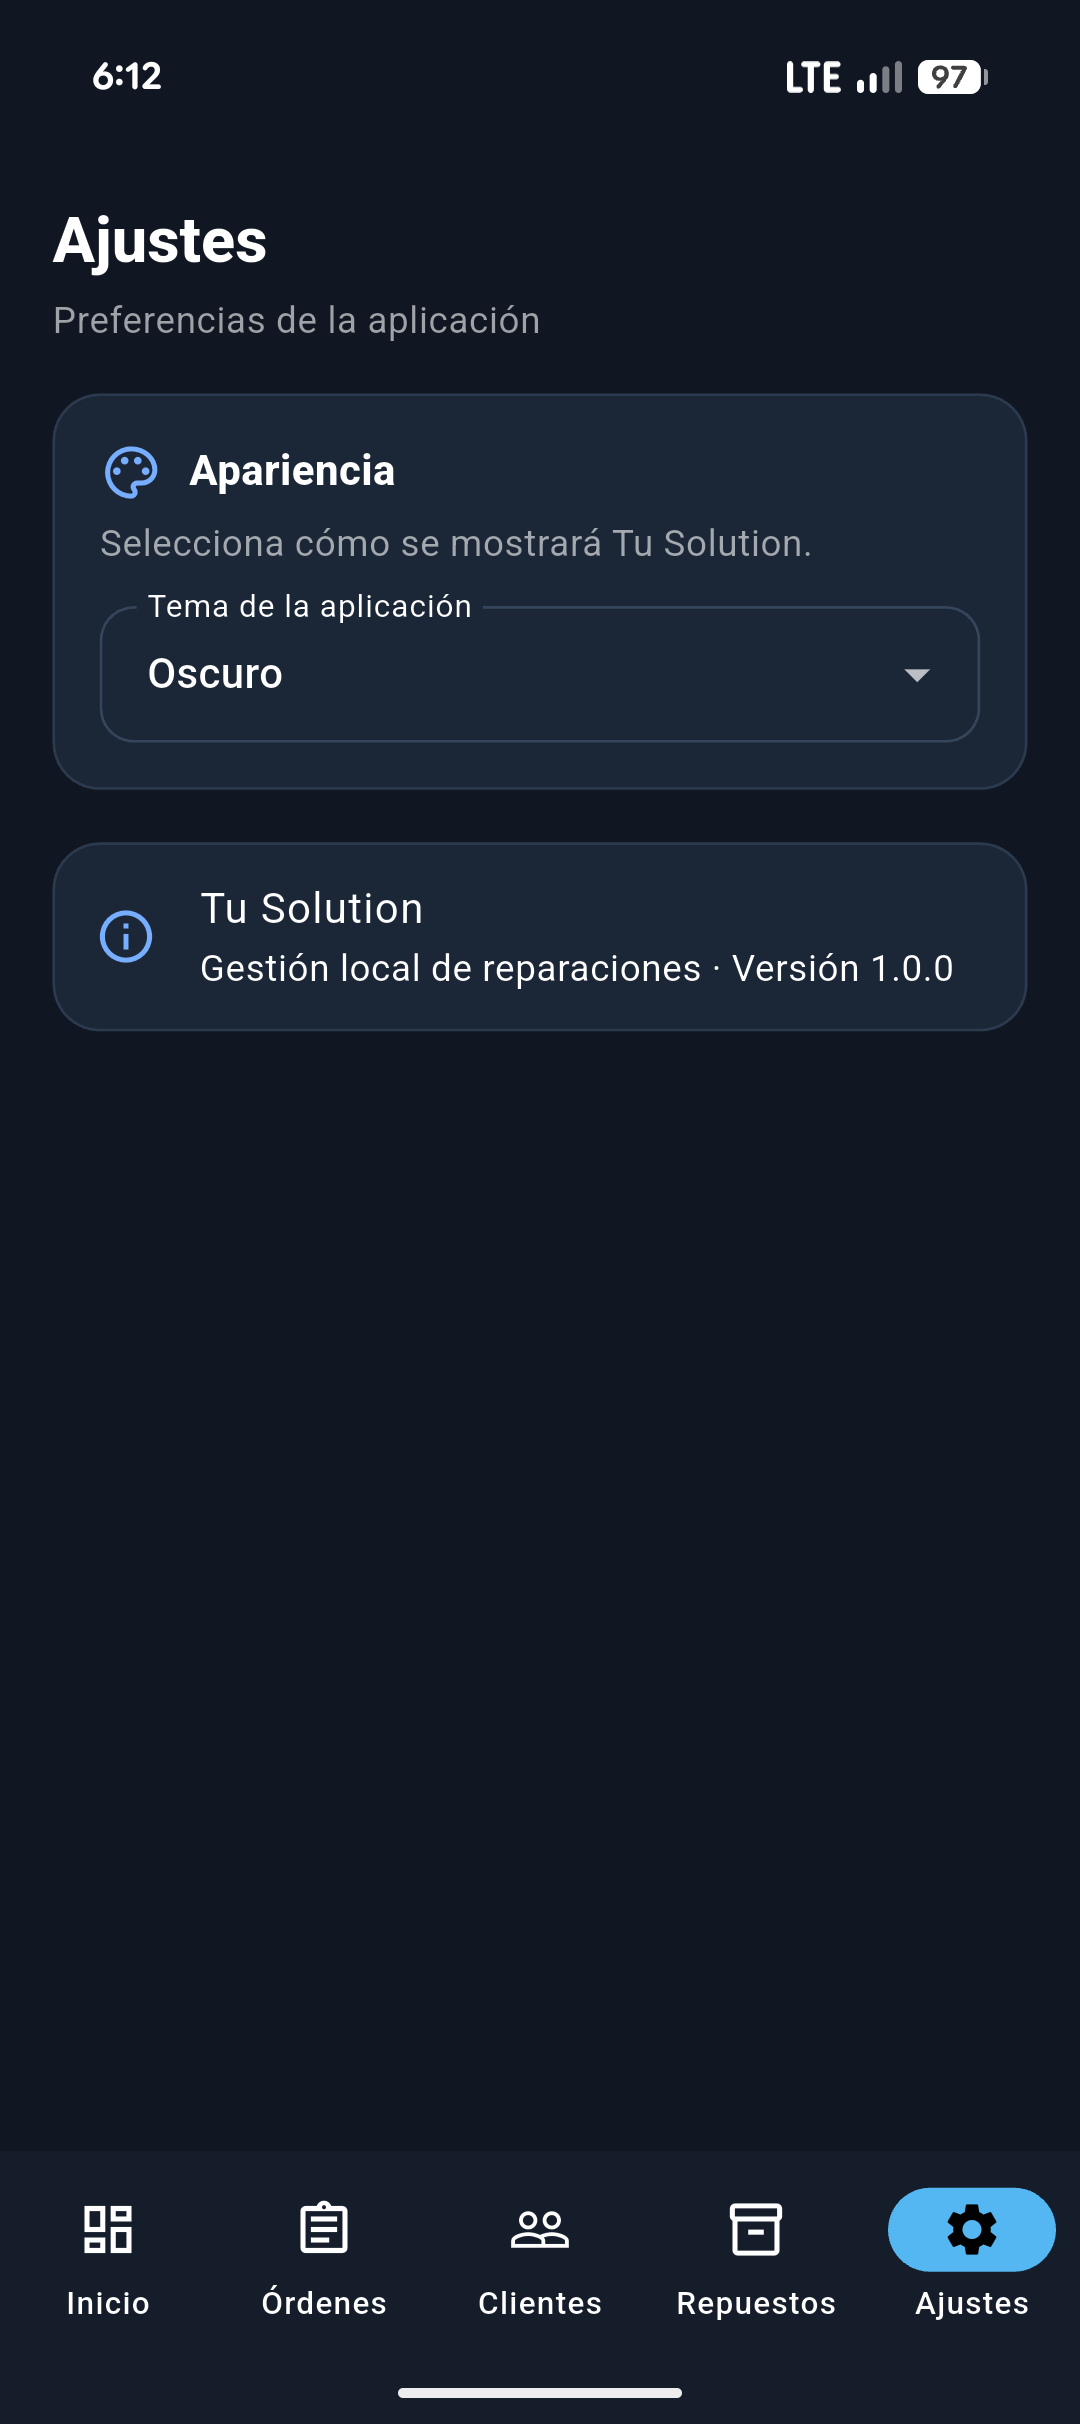 6:12
LTE 97
Ajustes
Preferencias de la aplicación
Apariencia
Selecciona cómo se mostrará Tu Solution.
Tema de la aplicación
Oscuro
Tu Solution
Gestión local de reparaciones · Versión 1.0.0
Inicio
Órdenes
Clientes
Repuestos
Ajustes